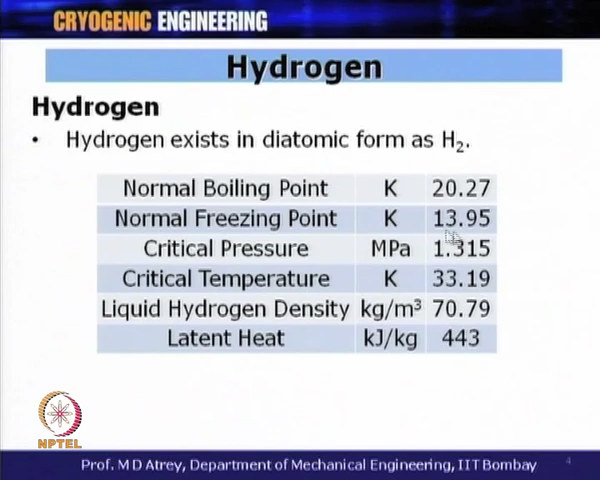 CRYOGENIC ENGINEERING
Hydrogen
Hydrogen
• Hydrogen exists in diatomic form as H₂.
Normal Boiling Point K 20.27
Normal Freezing Point K 13.95
Critical Pressure MPa 1.315
Critical Temperature K 33.19
Liquid Hydrogen Density kg/m³ 70.79
Latent Heat kJ/kg 443
NPTEL
Prof. M D Atrey, Department of Mechanical Engineering, IIT Bombay 4